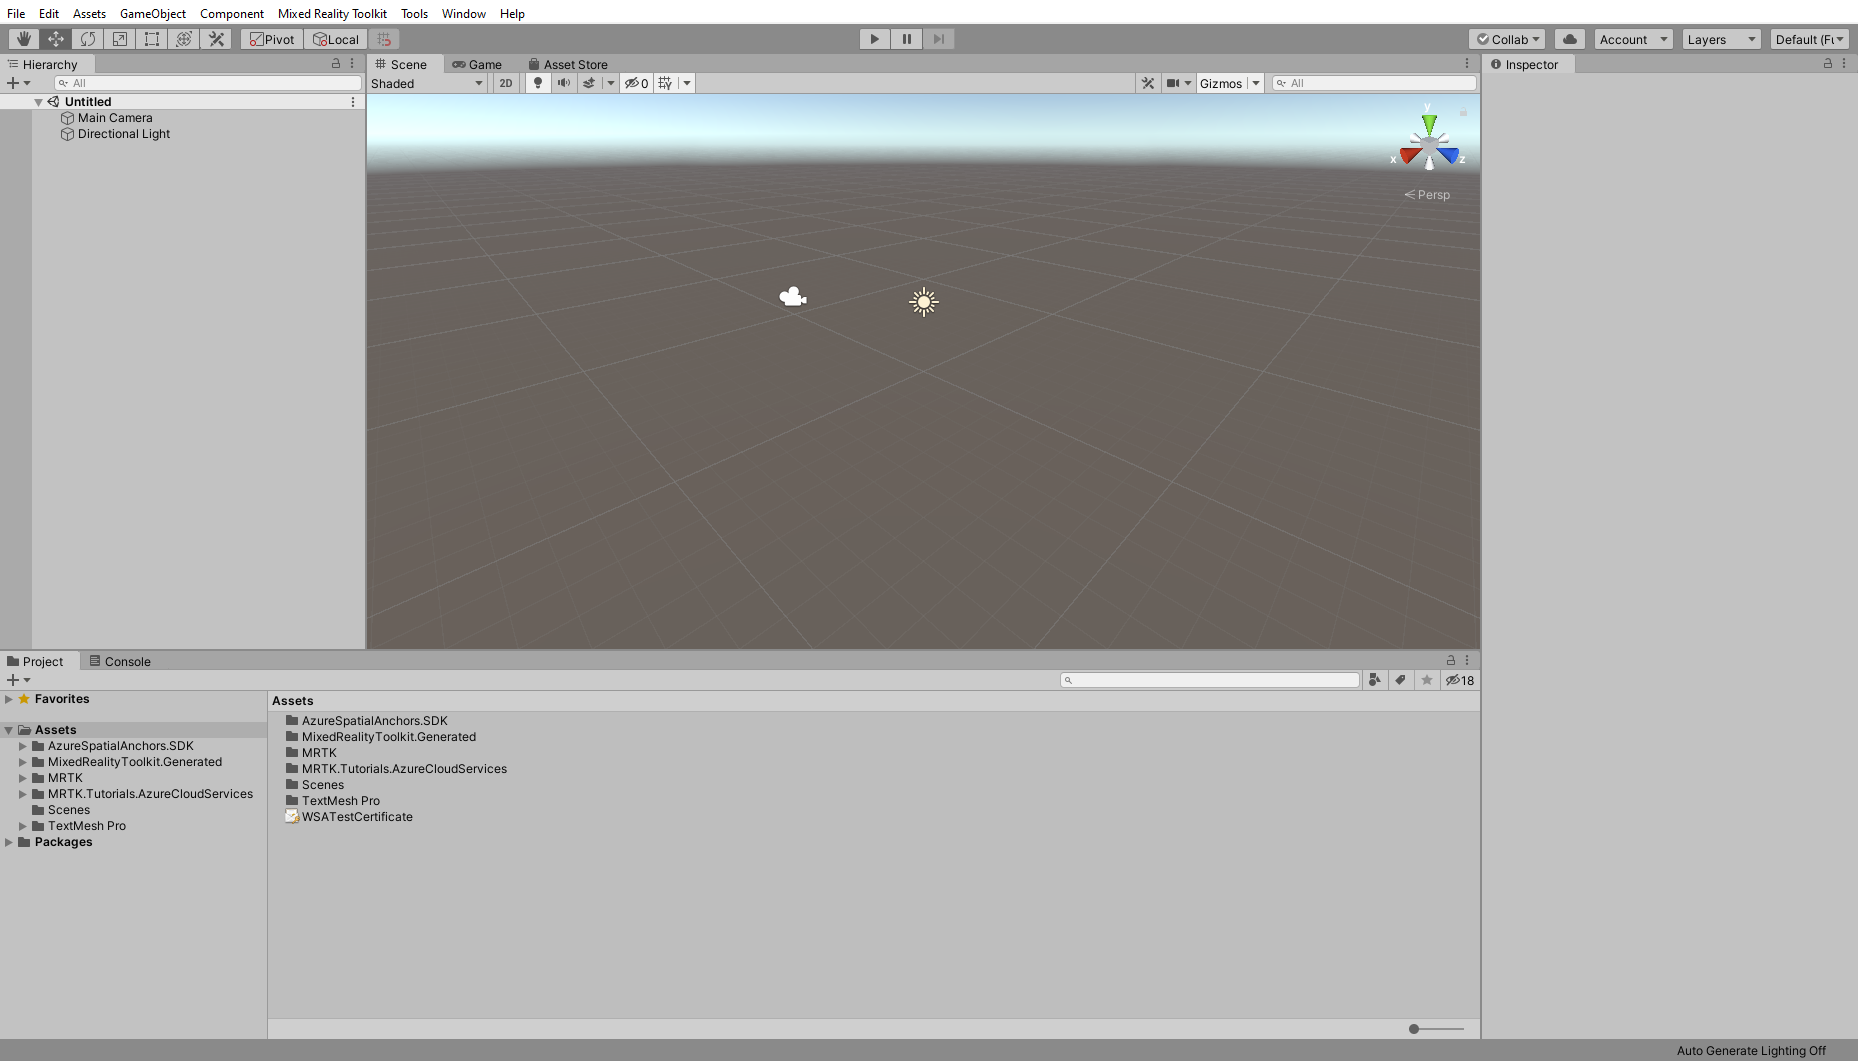 File Edit Assets GameObject Component Mixed Reality Toolkit Tools Window Help
Pivot Local Collab Account Layers Default (Fu
Hierarchy
All
Untitled
Main Camera
Directional Light
Scene Game Asset Store
Shaded 2D 0 Gizmos All
y
x z
Persp
Inspector
Project Console
18
Favorites
Assets
AzureSpatialAnchors.SDK
MixedRealityToolkit.Generated
MRTK
MRTK.Tutorials.AzureCloudServices
Scenes
TextMesh Pro
Packages
Assets
AzureSpatialAnchors.SDK
MixedRealityToolkit.Generated
MRTK
MRTK.Tutorials.AzureCloudServices
Scenes
TextMesh Pro
WSATestCertificate
Auto Generate Lighting Off